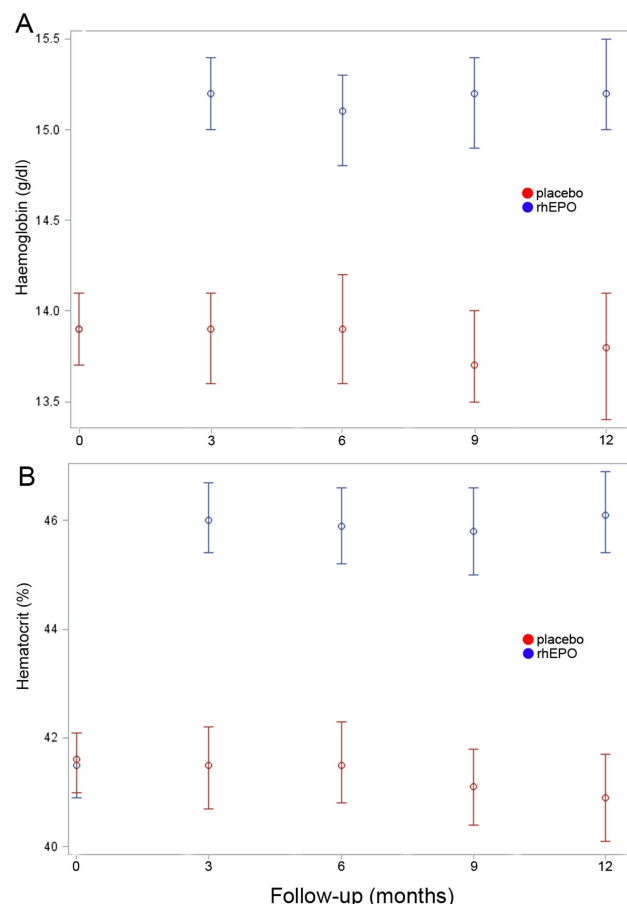 A
15.5
15.0
14.5
14.0
13.5
Haemoglobin (g/dl)
placebo
rhEPO
0 3 6 9 12
B
46
44
42
40
Hematocrit (%)
placebo
rhEPO
0 3 6 9 12
Follow-up (months)